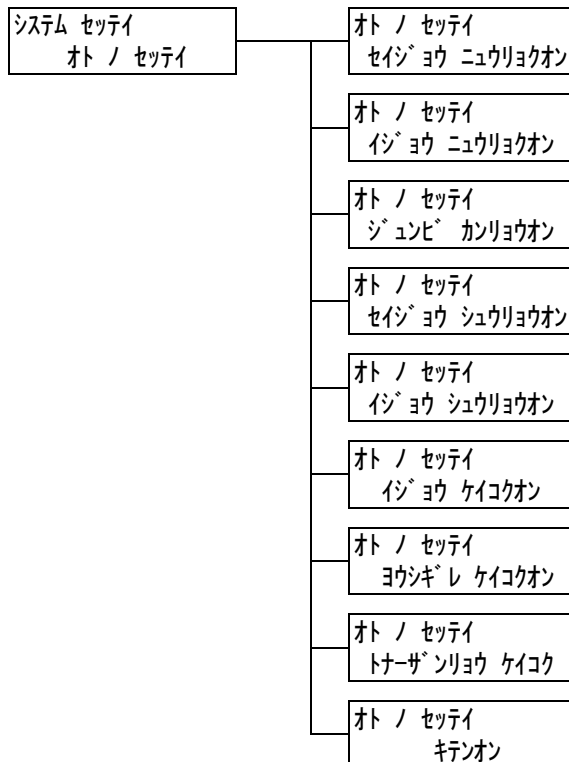 システム セッテイ
オト ノ セッテイ
オト ノ セッテイ
セイジョウ ニュウリョクオン
オト ノ セッテイ
イジョウ ニュウリョクオン
オト ノ セッテイ
ジュンビ カンリョウオン
オト ノ セッテイ
セイジョウ シュウリョウオン
オト ノ セッテイ
イジョウ シュウリョウオン
オト ノ セッテイ
イジョウ ケイコクオン
オト ノ セッテイ
ヨウシギレ ケイコクオン
オト ノ セッテイ
トナーザンリョウ ケイコク
オト ノ セッテイ
キテンオン